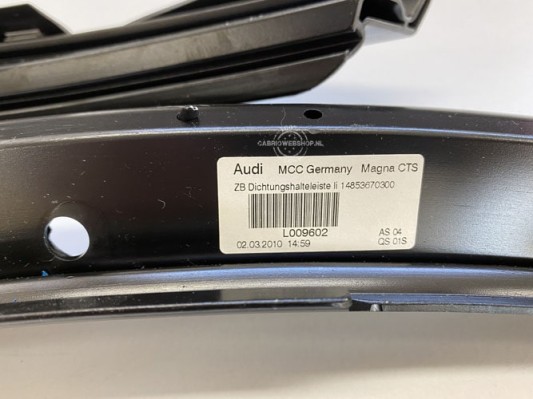 CABRIOWEBSHOP.NL
Audi MCC Germany Magna CTS
ZB Dichtungshalteleiste li 14853670300
L009602
02.03.2010 14:59
AS 04
QS 01S